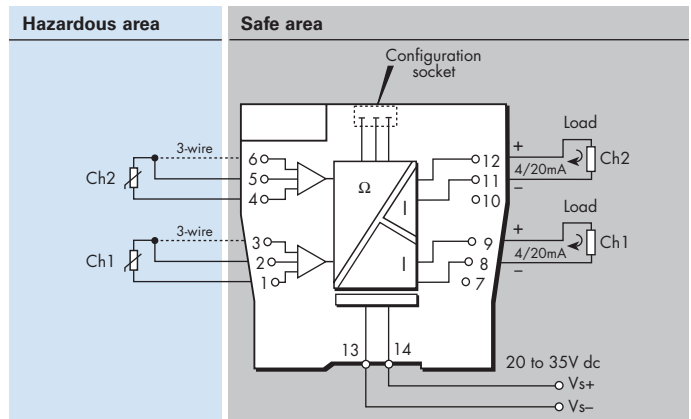 Hazardous area
Safe area
Configuration
socket
Load
3-wire
6
12
+
Ch2
5
Ω
11
4/20mA
Ch2
4
I
10
–
Load
3-wire
3
9
+
Ch1
2
I
8
4/20mA
Ch1
1
7
–
13
14
20 to 35V dc
Vs+
Vs–